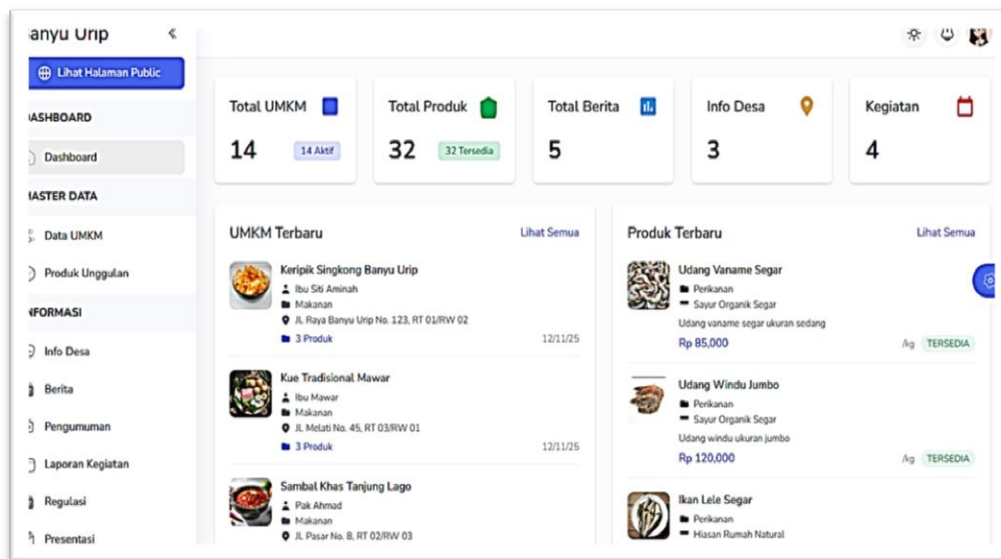 anyu Urip
Lihat Halaman Public
DASHBOARD
Dashboard
MASTER DATA
Data UMKM
Produk Unggulan
INFORMASI
Info Desa
Berita
Pengumuman
Laporan Kegiatan
Regulasi
Presentasi
Total UMKM
14
14 Aktif
Total Produk
32
32 Tersedia
Total Berita
5
Info Desa
3
Kegiatan
4
UMKM Terbaru
Lihat Semua
Keripik Singkong Banyu Urip
Ibu Siti Aminah
Makanan
JL. Raya Banyu Urip No. 123, RT 01/RW 02
3 Produk
12/11/25
Kue Tradisional Mawar
Ibu Mawar
Makanan
JL. Melati No. 45, RT 03/RW 01
3 Produk
12/11/25
Sambal Khas Tanjung Lago
Pak Ahmad
Makanan
JL. Pasar No. 8, RT 02/RW 03
Produk Terbaru
Lihat Semua
Udang Vaname Segar
Perikanan
Sayur Organik Segar
Udang vaname segar ukuran sedang
Rp 85,000
/kg
TERSEDIA
Udang Windu Jumbo
Perikanan
Sayur Organik Segar
Udang windu ukuran jumbo
Rp 120,000
/kg
TERSEDIA
Ikan Lele Segar
Perikanan
Hiasan Rumah Natural